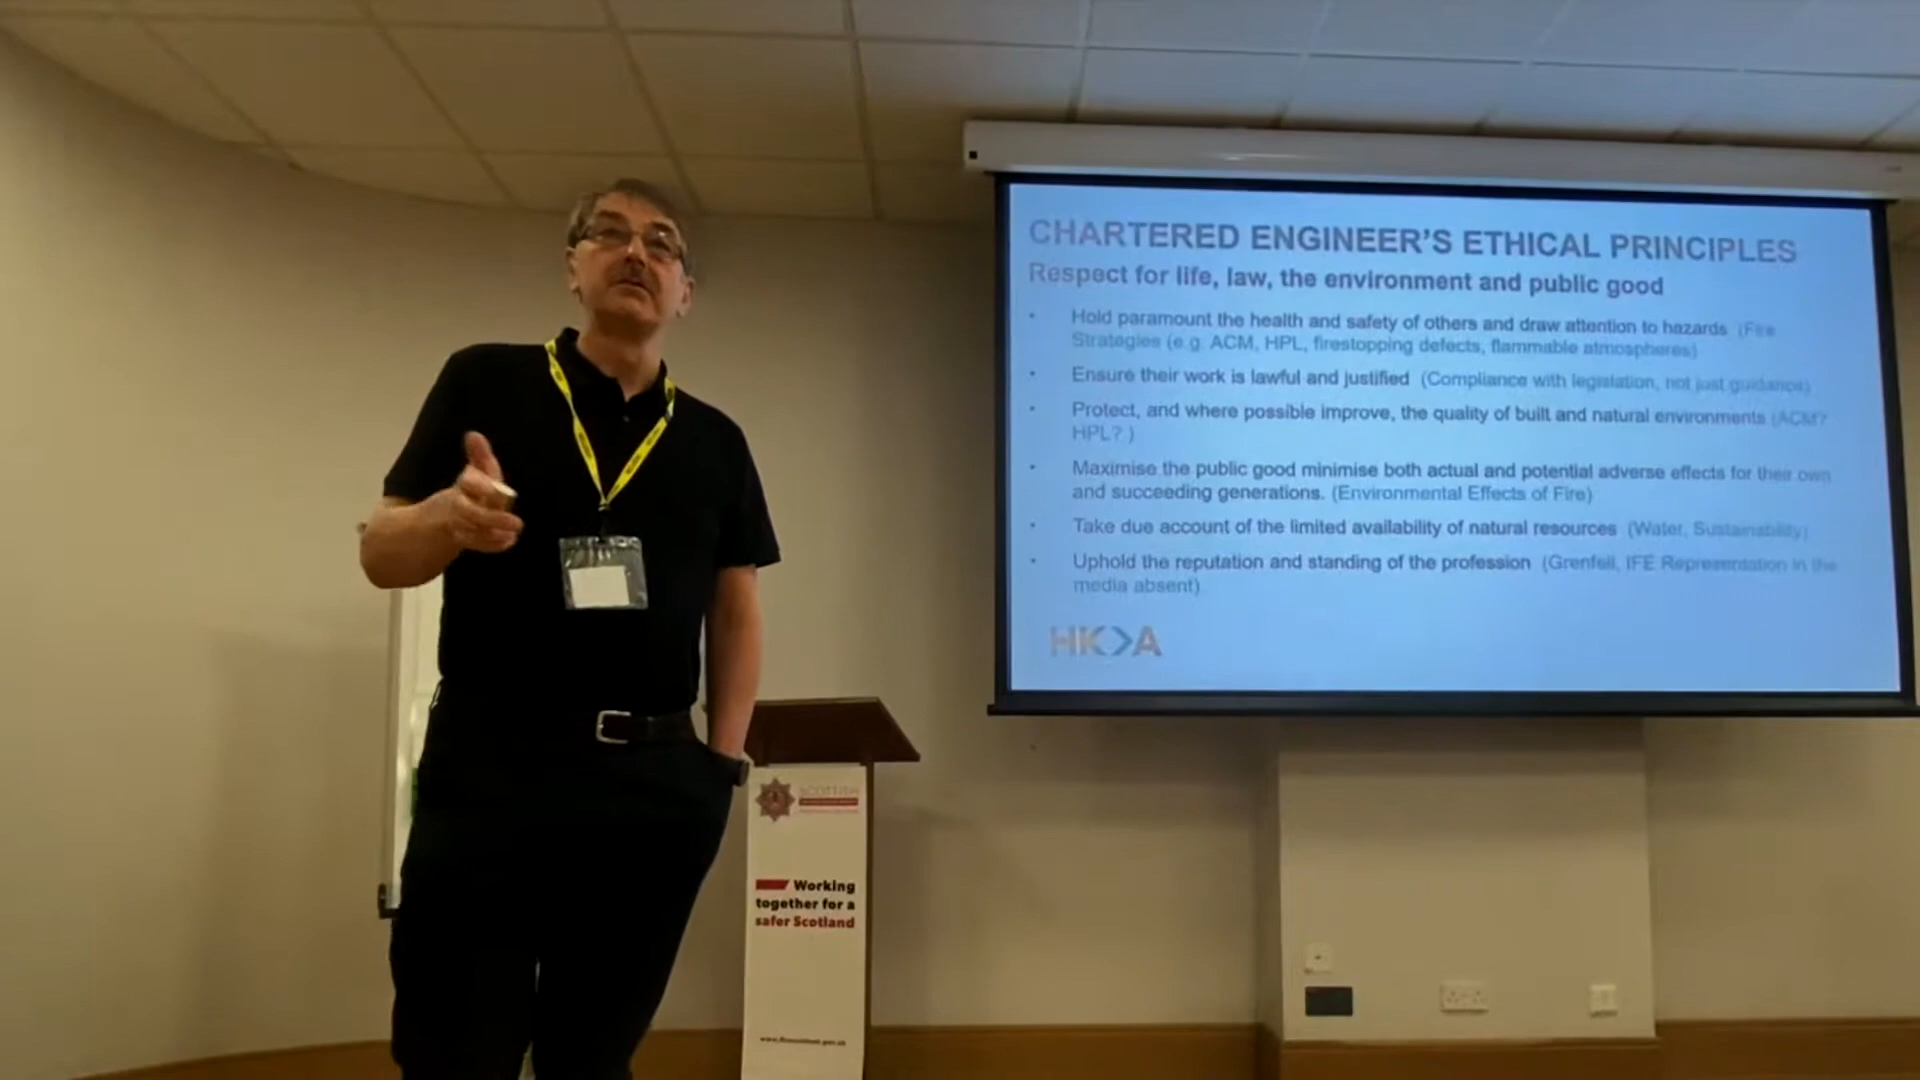 CHARTERED ENGINEER'S ETHICAL PRINCIPLES
Respect for life, law, the environment and public good
• Hold paramount the health and safety of others and draw attention to hazards (Fire
Strategies (e.g. ACM, HPL, firestopping defects, flammable atmospheres)
• Ensure their work is lawful and justified (Compliance with legislation, not just guidance)
• Protect, and where possible improve, the quality of built and natural environments (ACM?
HPL? )
• Maximise the public good minimise both actual and potential adverse effects for their own
and succeeding generations. (Environmental Effects of Fire)
• Take due account of the limited availability of natural resources (Water, Sustainability)
• Uphold the reputation and standing of the profession (Grenfell, IFE Representation in the
media absent)
HKA
SCOTTISH
Working
together for a
safer Scotland